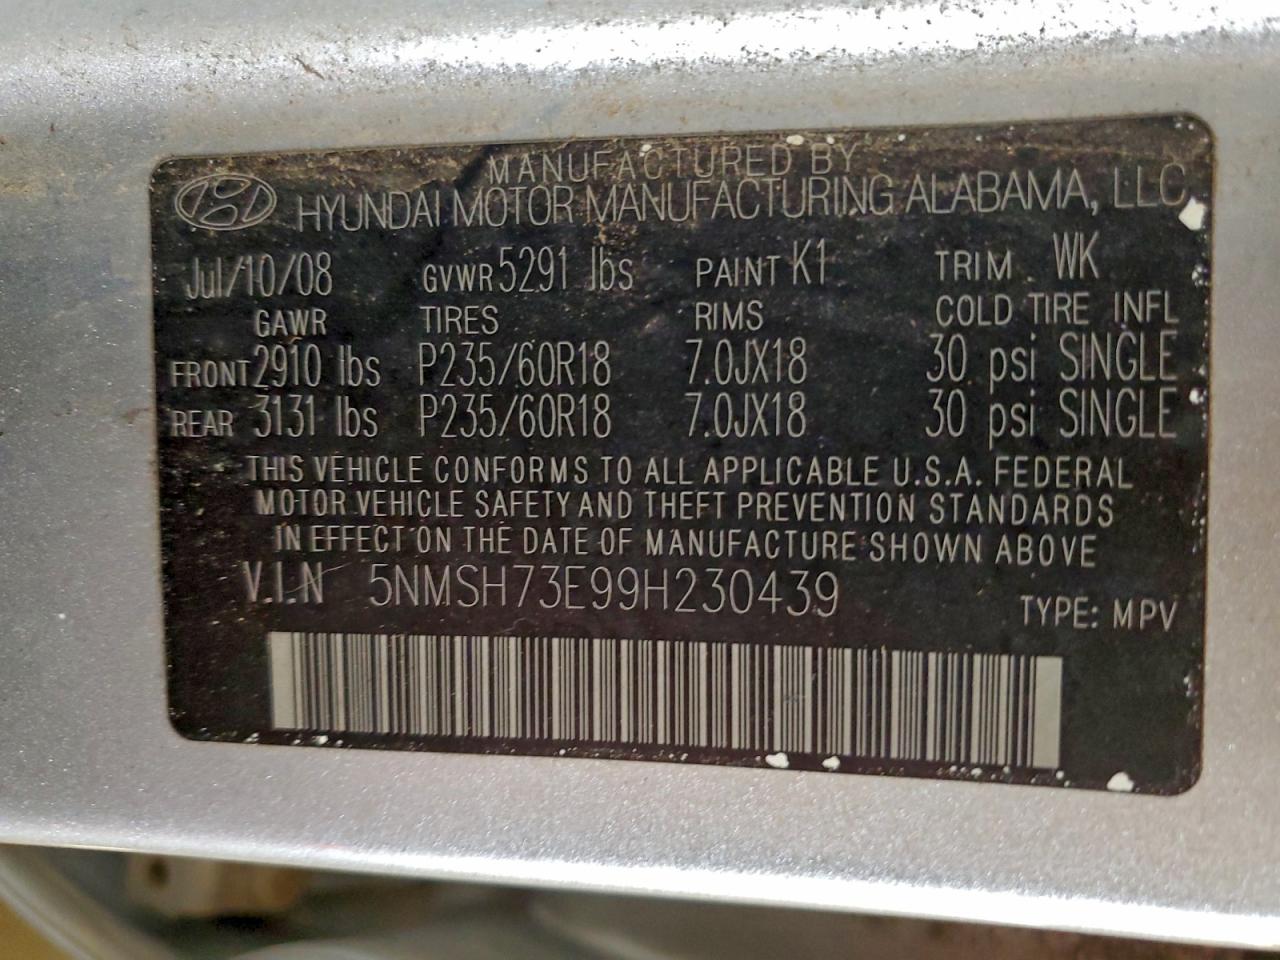 MANUFACTURED BY
HYUNDAI MOTOR MANUFACTURING ALABAMA, LLC
Jul/10/08 GVWR 5291 lbs PAINT K1 TRIM WK
GAWR TIRES RIMS COLD TIRE INFL
FRONT 2910 lbs P235/60R18 7.0JX18 30 psi SINGLE
REAR 3131 lbs P235/60R18 7.0JX18 30 psi SINGLE
THIS VEHICLE CONFORMS TO ALL APPLICABLE U.S.A. FEDERAL
MOTOR VEHICLE SAFETY AND THEFT PREVENTION STANDARDS
IN EFFECT ON THE DATE OF MANUFACTURE SHOWN ABOVE
V.I.N 5NMSH73E99H230439 TYPE: MPV